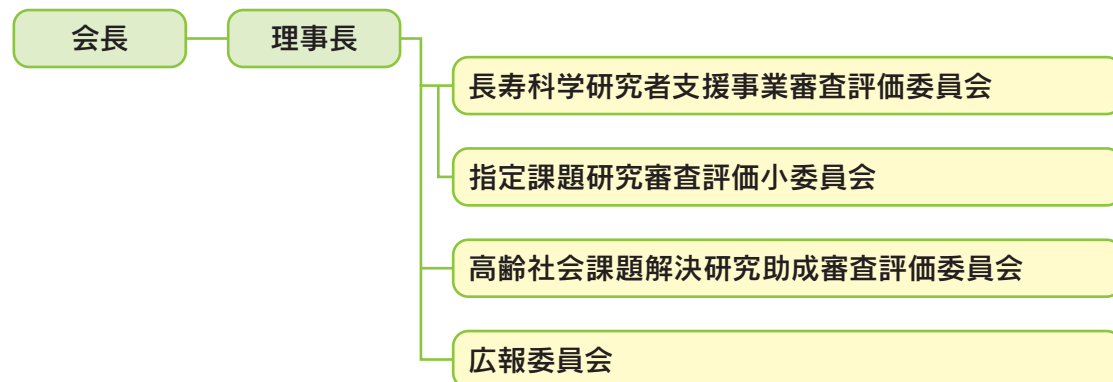 会長
理事長
長寿科学研究者支援事業審査評価委員会
指定課題研究審査評価小委員会
高齢社会課題解決研究助成審査評価委員会
広報委員会